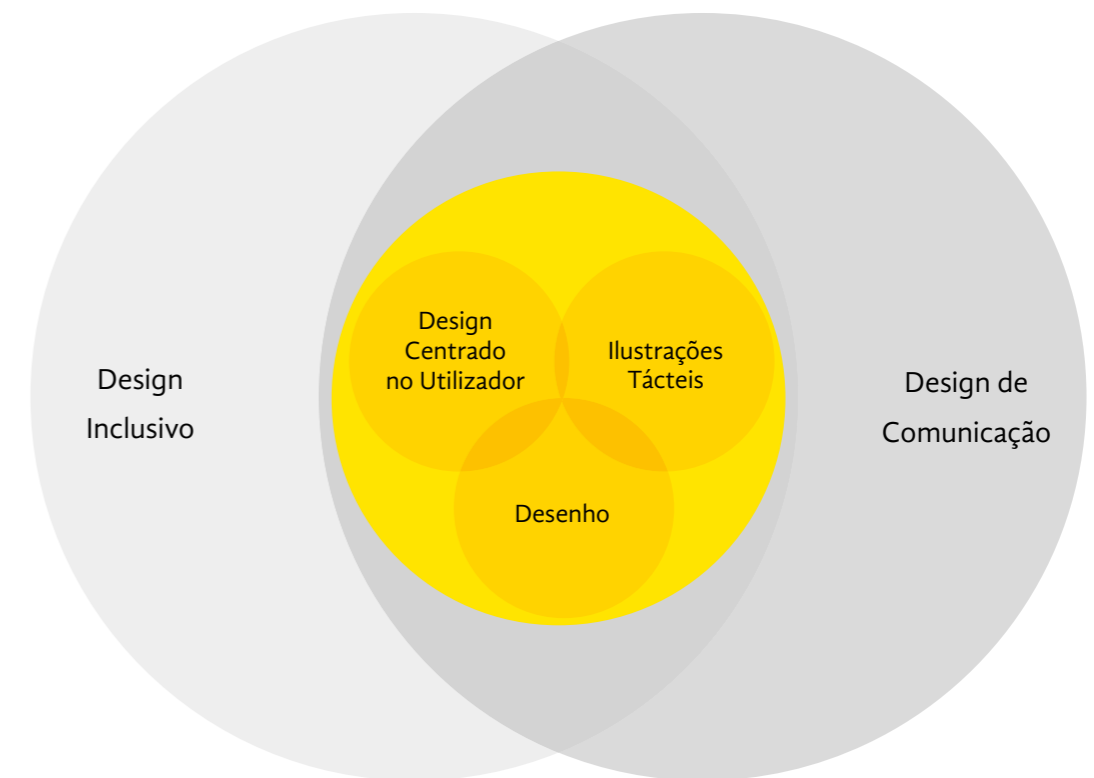 Design
Inclusivo
Design
Centrado
no Utilizador
Ilustrações
Tácteis
Desenho
Design de
Comunicação